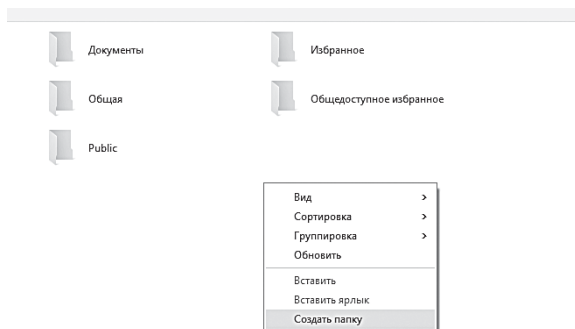 Документы
Избранное
Общая
Общедоступное избранное
Public
Вид
Сортировка
Группировка
Обновить
Вставить
Вставить ярлык
Создать папку